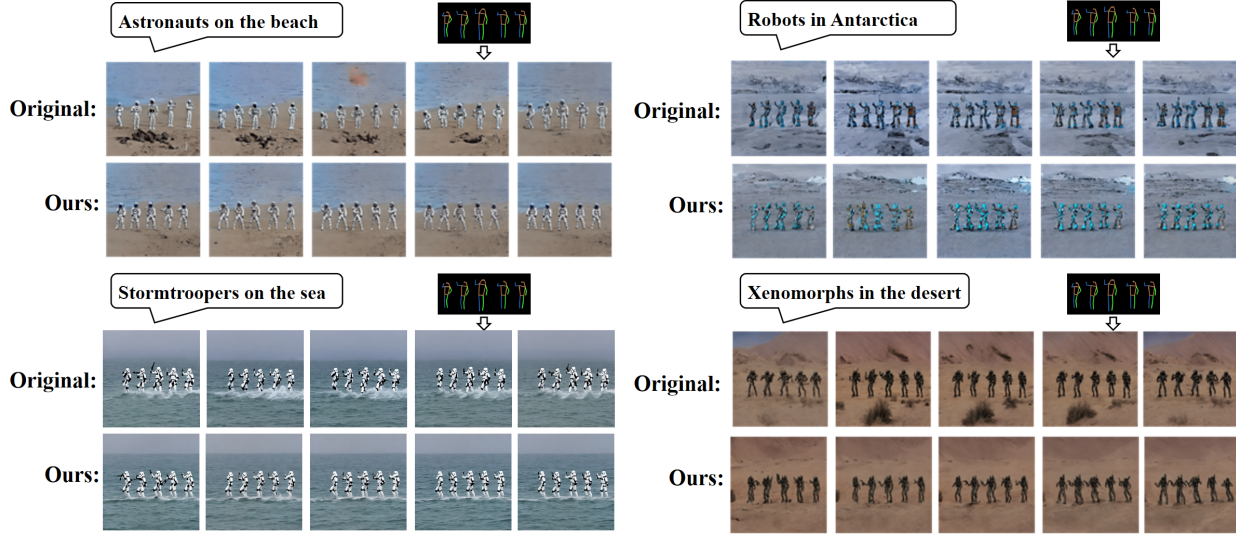 Astronauts on the beach
Original:
Ours:
Robots in Antarctica
Original:
Ours:
Stormtroopers on the sea
Original:
Ours:
Xenomorphs in the desert
Original:
Ours: